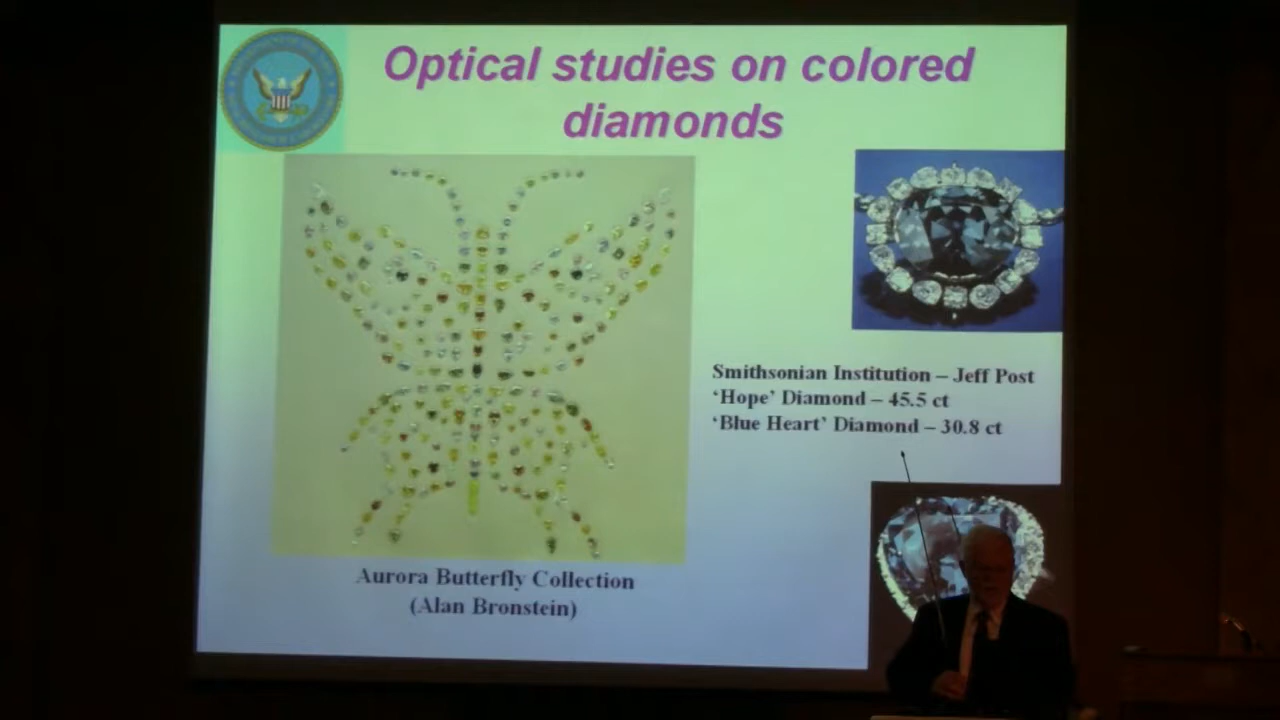 Optical studies on colored
diamonds
Smithsonian Institution – Jeff Post
‘Hope’ Diamond – 45.5 ct
‘Blue Heart’ Diamond – 30.8 ct
Aurora Butterfly Collection
(Alan Bronstein)